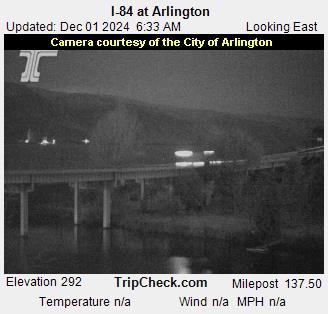 I-84 at Arlington
Updated: Dec 01 2024 6:33 AM Looking East
Camera courtesy of the City of Arlington
Elevation 292 TripCheck.com Milepost 137.50
Temperature n/a Wind n/a MPH n/a